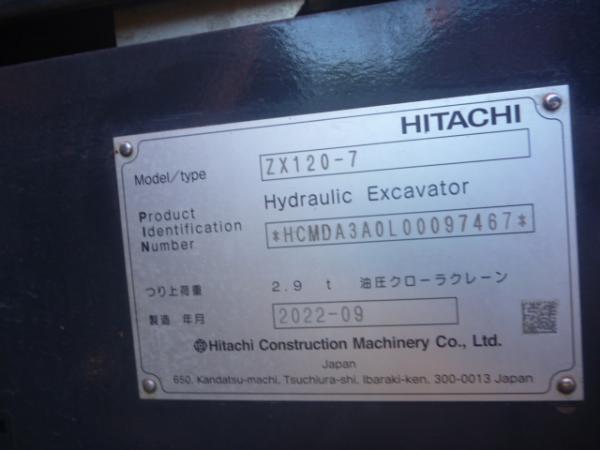 HITACHI
Model/type ZX120-7
Hydraulic Excavator
Product
Identification
Number *HCMDA3A0L00097467*
つり上荷重 2.9 t 油圧クローラクレーン
製造 年月 2022-09
Hitachi Construction Machinery Co., Ltd.
Japan
650, Kandatsu-machi, Tsuchiura-shi, Ibaraki-ken, 300-0013 Japan